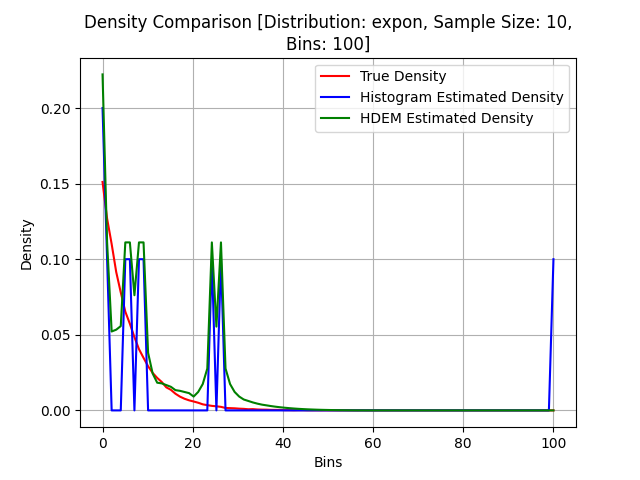 Density Comparison [Distribution: expon, Sample Size: 10,
Bins: 100]
True Density
Histogram Estimated Density
HDEM Estimated Density
Density
0.20
0.15
0.10
0.05
0.00
0 20 40 60 80 100
Bins